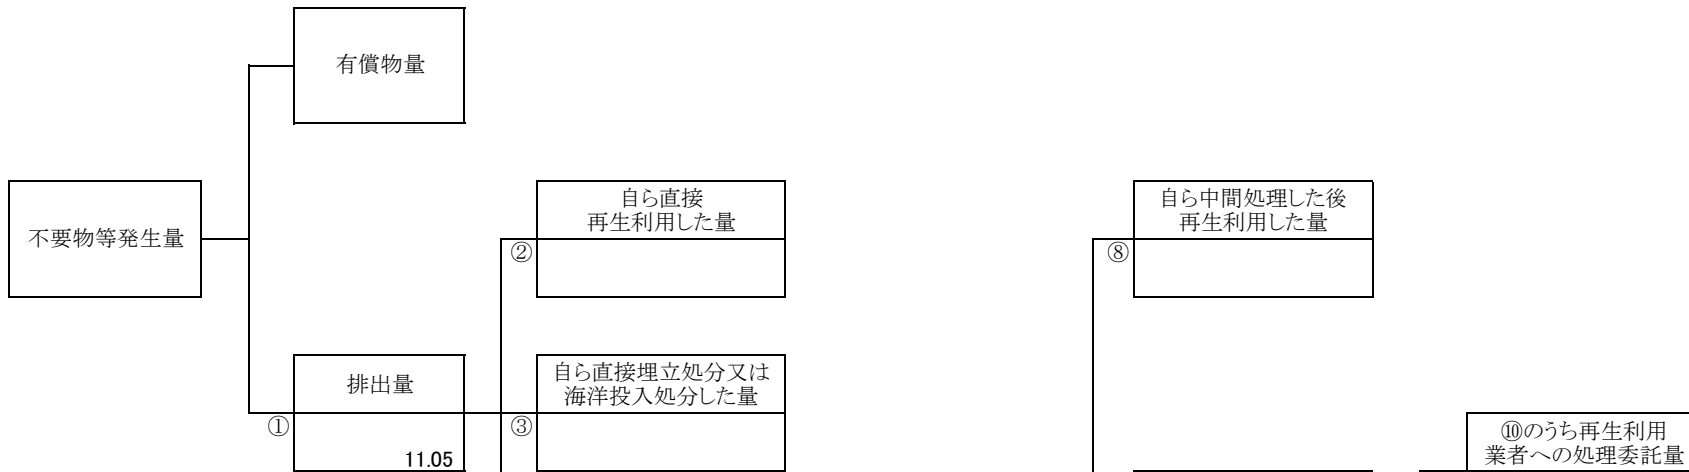 有償物量
不要物等発生量
自ら直接
再生利用した量
②
自ら中間処理した後
再生利用した量
⑧
排出量
①
11.05
自ら直接埋立処分又は
海洋投入処分した量
③
⑩のうち再生利用
業者への処理委託量